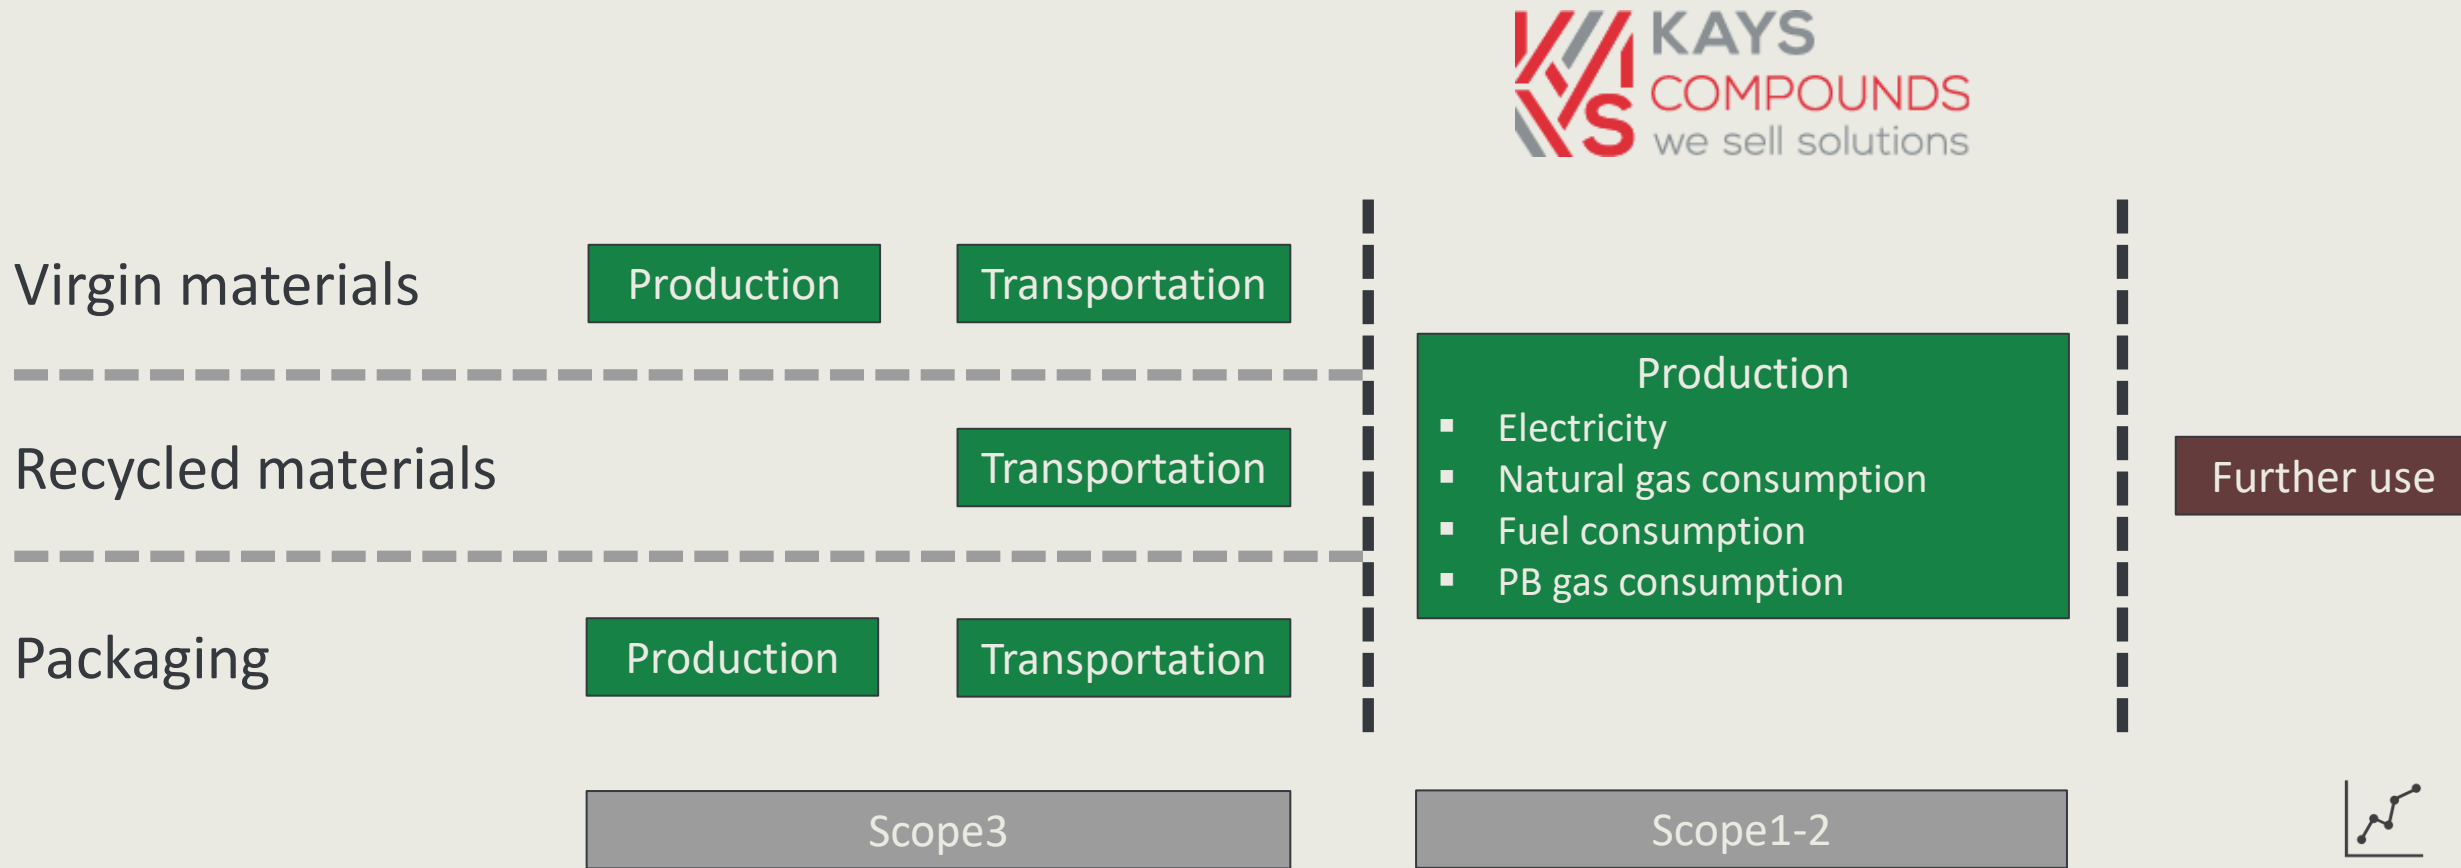 KAYS
COMPOUNDS
we sell solutions
Virgin materials
Production
Transportation
Recycled materials
Transportation
Packaging
Production
Transportation
Production
▪ Electricity
▪ Natural gas consumption
▪ Fuel consumption
▪ PB gas consumption
Further use
Scope3
Scope1-2